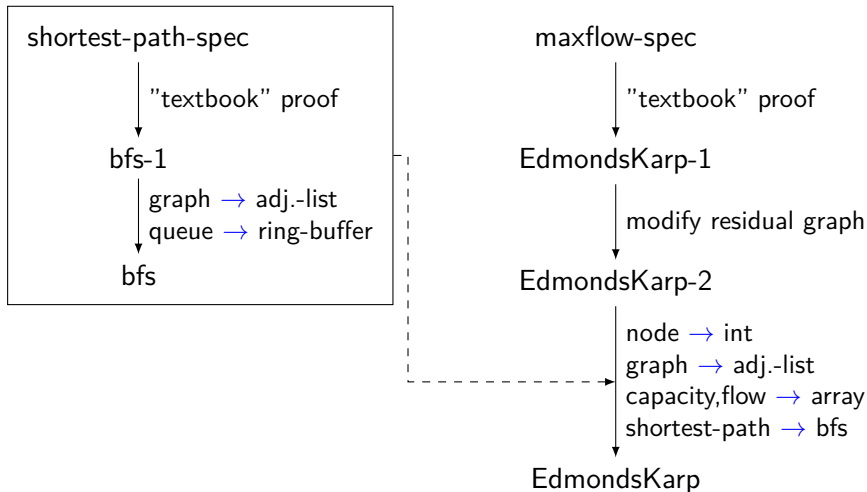 shortest-path-spec
"textbook" proof
bfs-1
graph → adj.-list
queue → ring-buffer
bfs
maxflow-spec
"textbook" proof
EdmondsKarp-1
modify residual graph
EdmondsKarp-2
node → int
graph → adj.-list
capacity,flow → array
shortest-path → bfs
EdmondsKarp